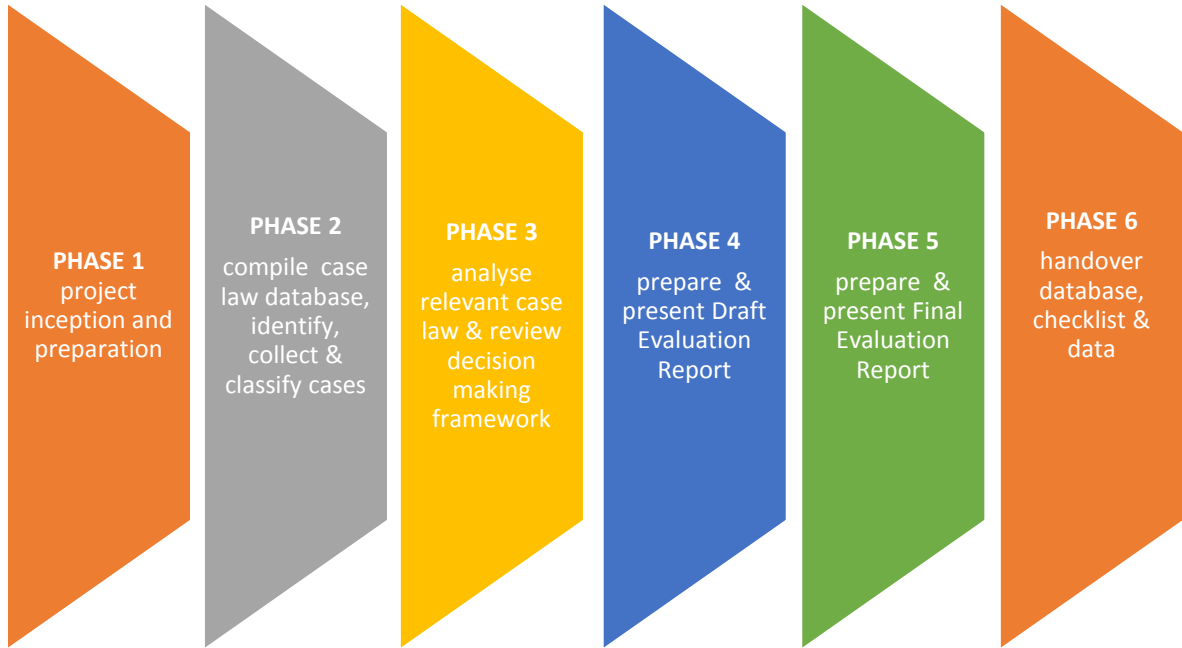 PHASE 1
project
inception and
preparation
PHASE 2
compile case
law database,
identify,
collect &
classify cases
PHASE 3
analyse
relevant case
law & review
decision
making
framework
PHASE 4
prepare &
present Draft
Evaluation
Report
PHASE 5
prepare &
present Final
Evaluation
Report
PHASE 6
handover
database,
checklist &
data